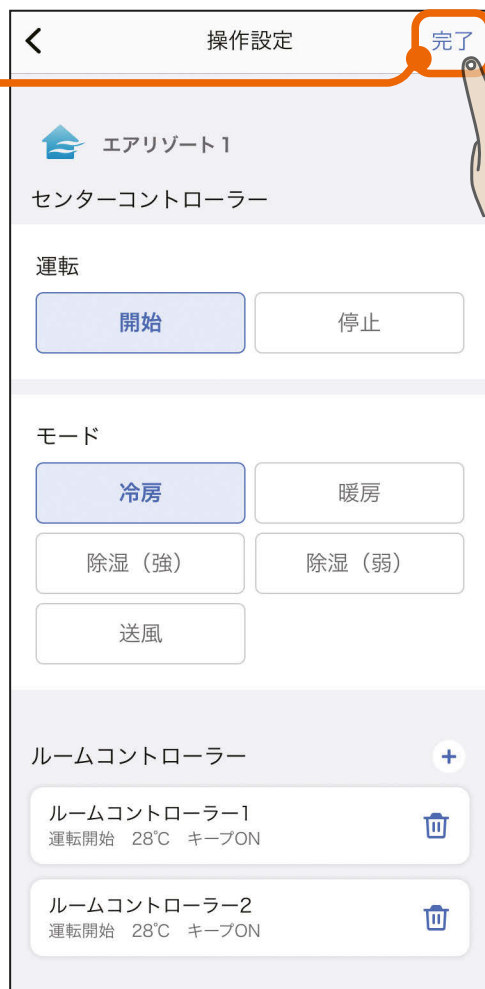 操作設定
完了
エアリゾート1
センターコントローラー
運転
開始
停止
モード
冷房
暖房
除湿（強）
除湿（弱）
送風
ルームコントローラー
+
ルームコントローラー1
運転開始 28℃ キープON
ルームコントローラー2
運転開始 28℃ キープON